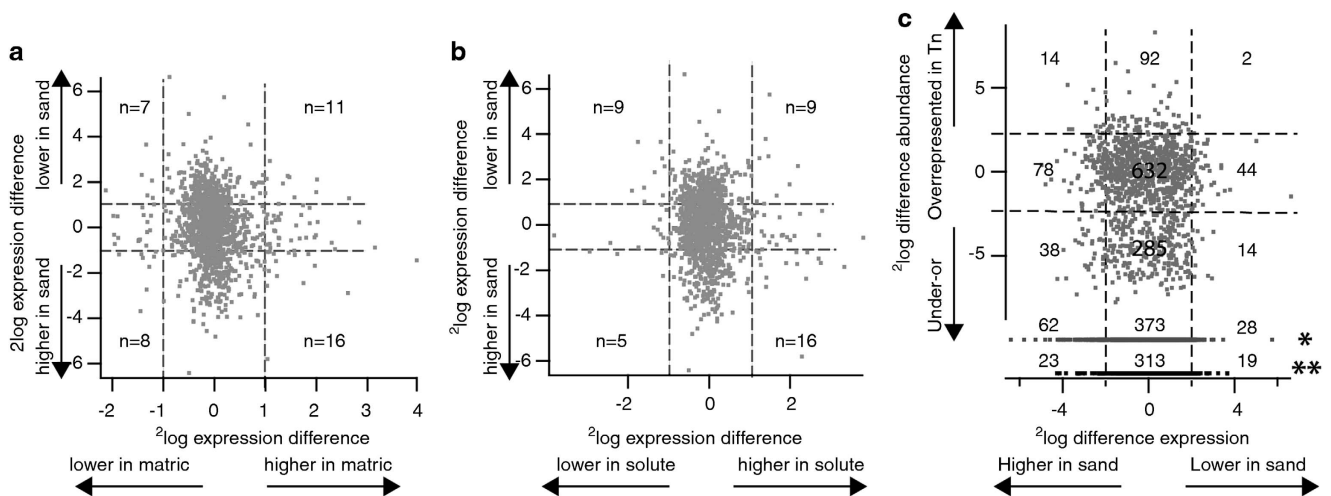 a
2log expression difference
higher in sand
lower in sand
6
4
2
0
-2
-4
-6
n=7
n=11
n=8
n=16
-2
-1
0
1
2
3
4
2log expression difference
lower in matric
higher in matric
b
2log expression difference
higher in sand
lower in sand
6
4
2
0
-2
-4
-6
n=9
n=9
n=5
n=16
-2
0
2
2log expression difference
lower in solute
higher in solute
c
2log difference abundance
Under-or
Overrepresented in Tn
5
0
-5
14
92
2
78
632
44
38
285
14
62
373
28
*
23
313
19
**
-4
0
4
2log difference expression
Higher in sand
Lower in sand